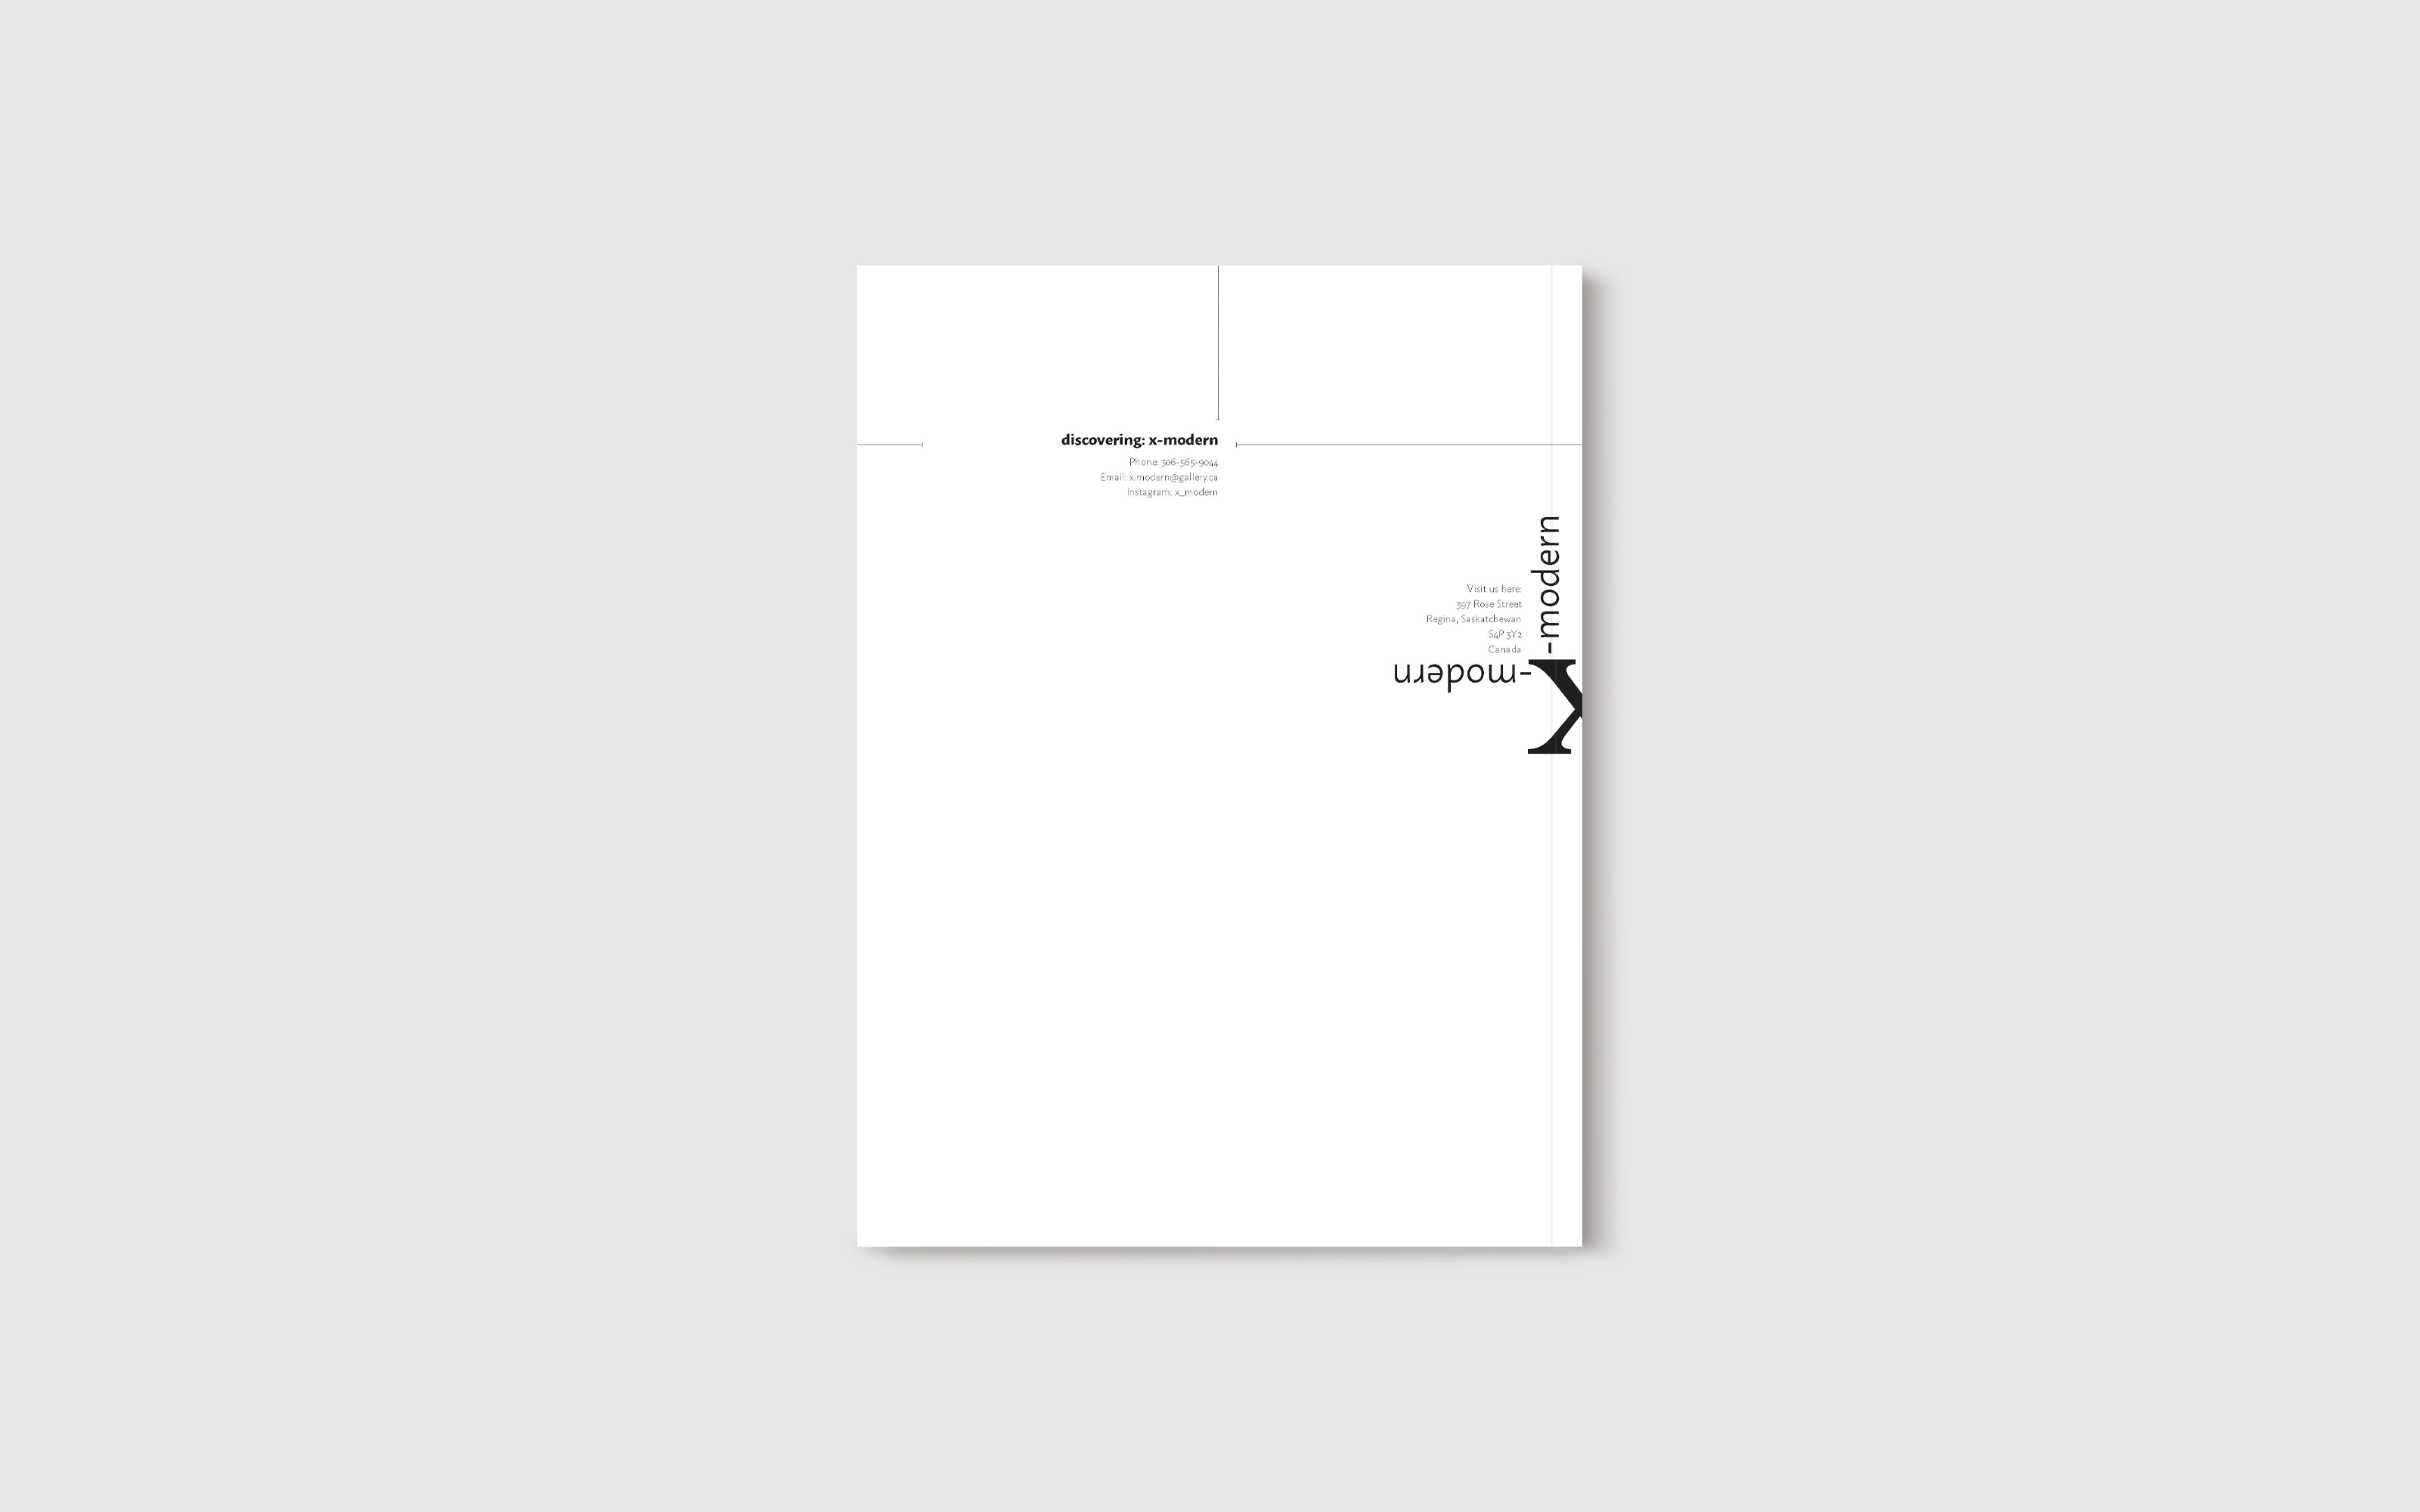 discovering: x-modern
Phone: 306-565-9044
Email: x.modern@gallery.ca
Instagram: x_modern
-modern
Visit us here:
397 Rose Street
Regina, Saskatchewan
S4P 3Y2
Canada
-modern
X